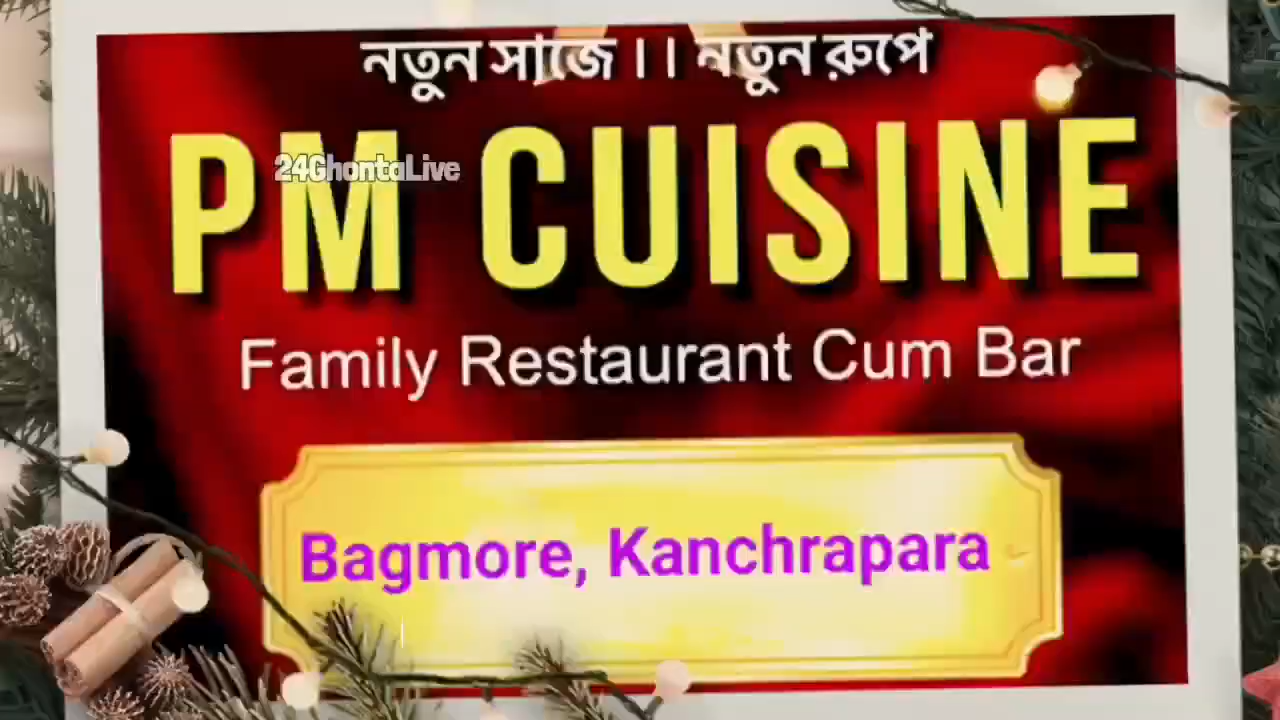 নতুন সাজে ।। নতুন রুপে
PM CUISINE
24GhontaLive
Family Restaurant Cum Bar
Bagmore, Kanchrapara